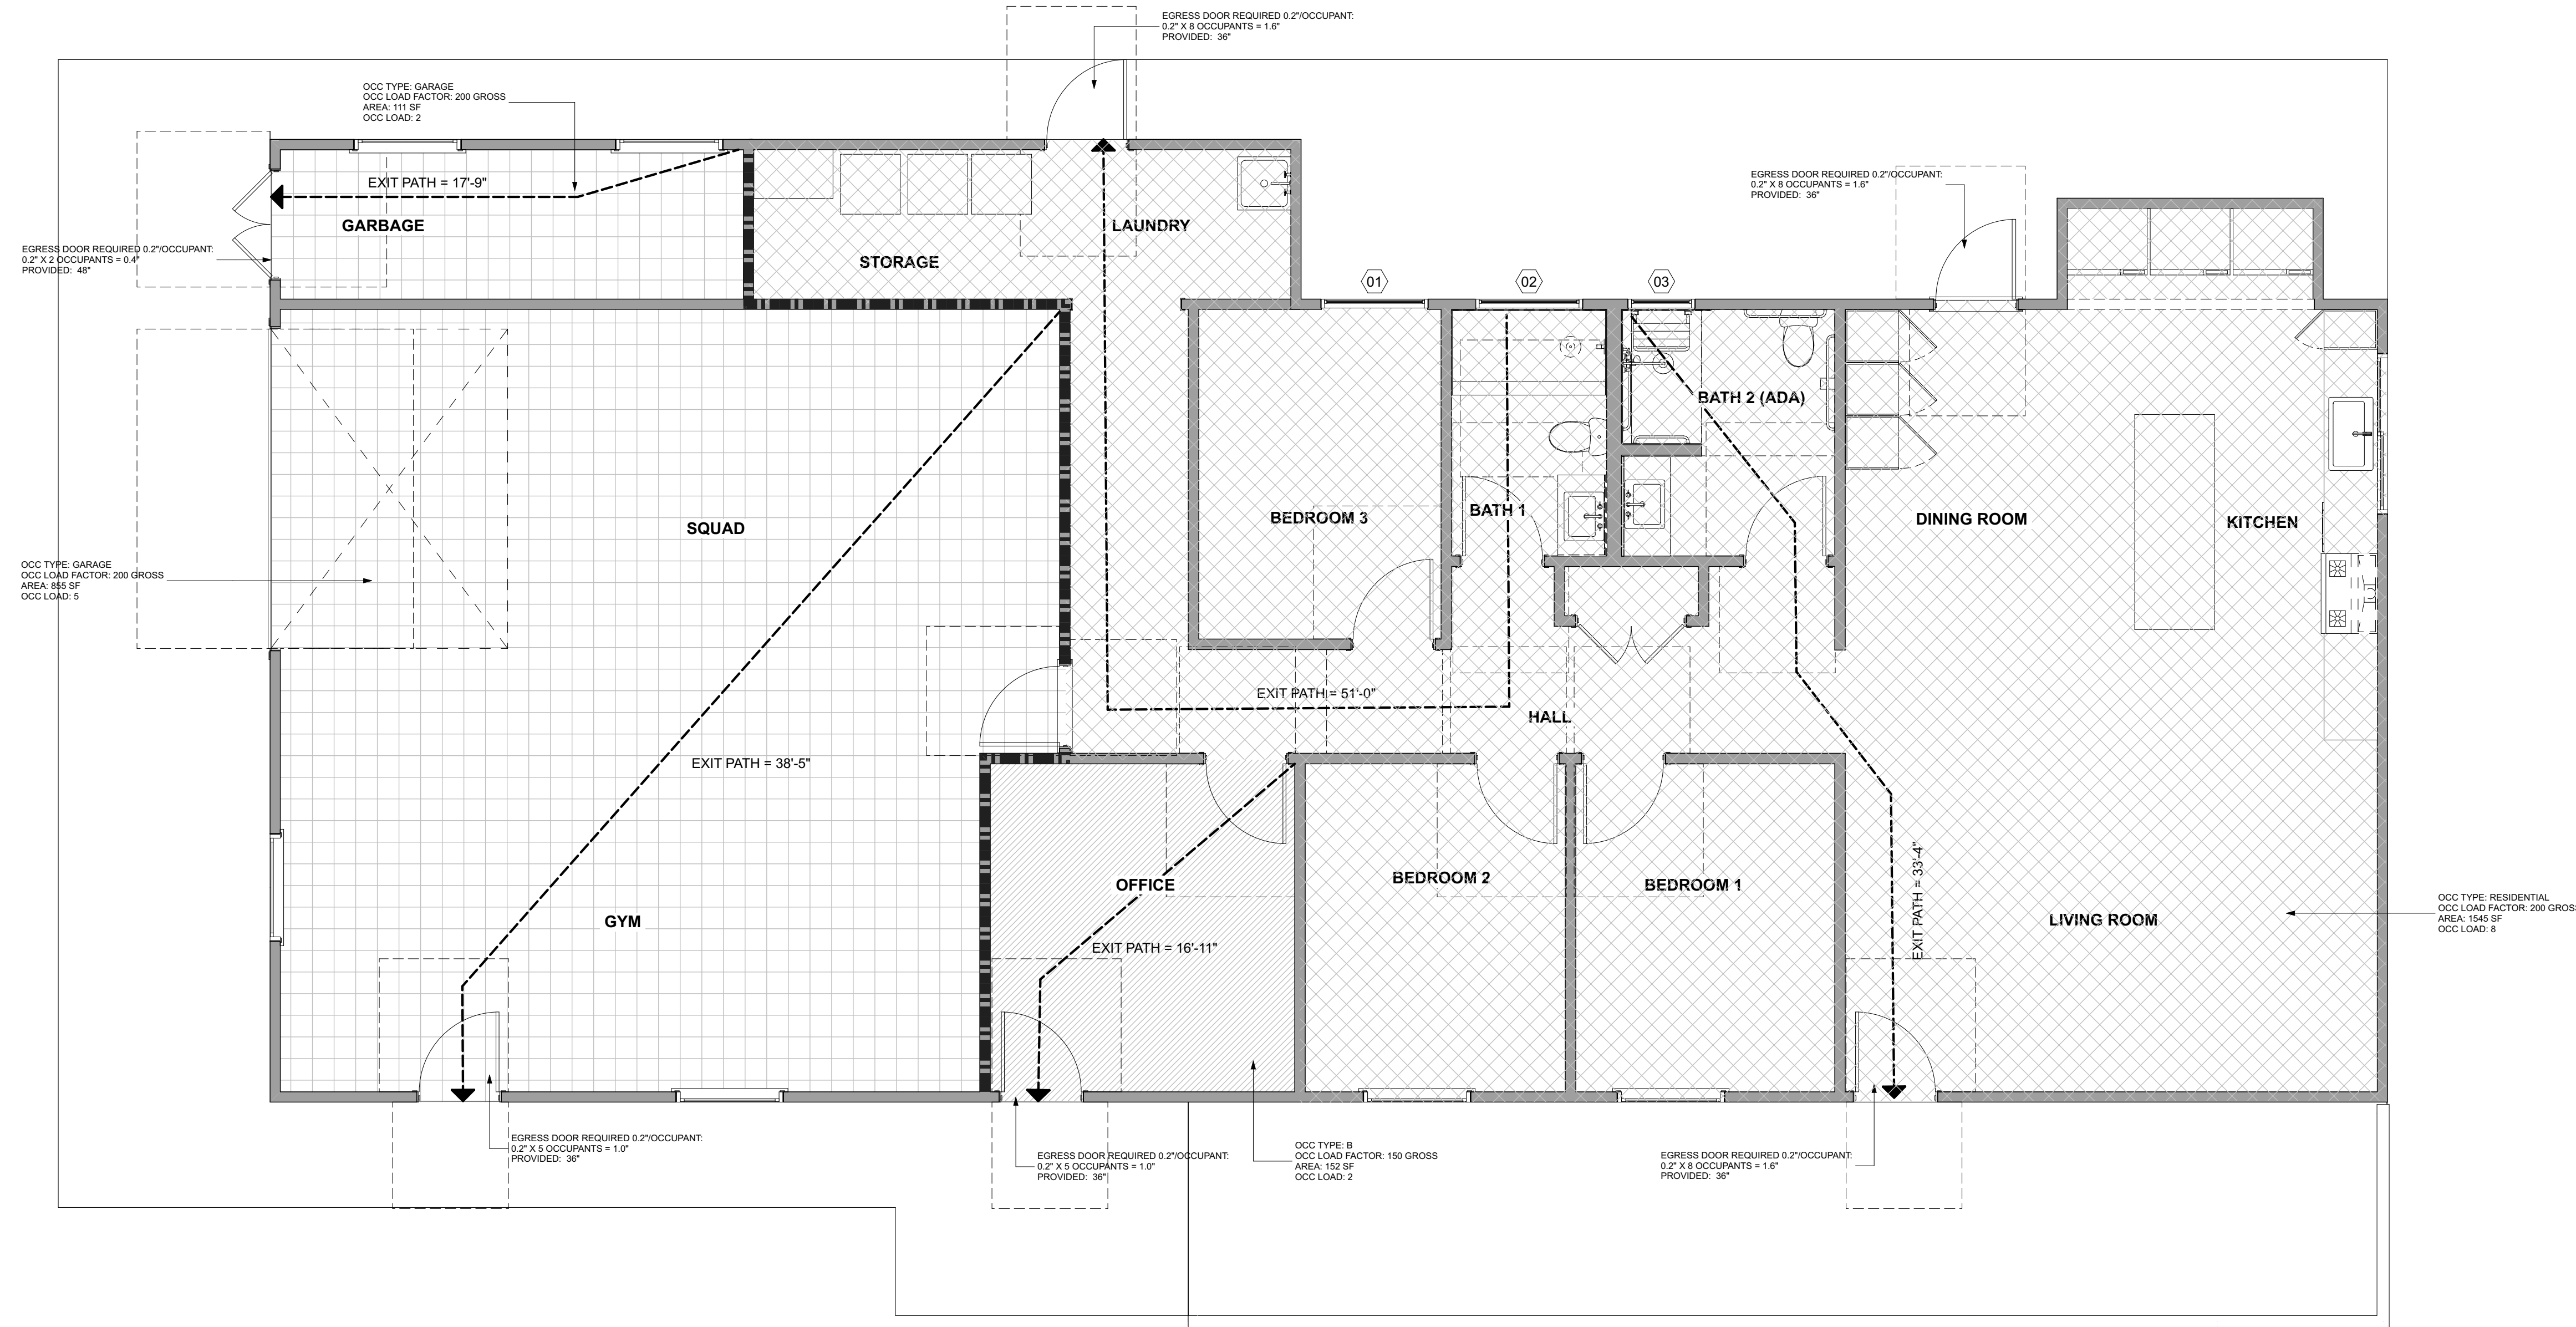 EGRESS DOOR REQUIRED 0.2"/OCCUPANT:
0.2" X 8 OCCUPANTS = 1.6"
PROVIDED: 36"
OCC TYPE: GARAGE
OCC LOAD FACTOR: 200 GROSS
AREA: 111 SF
OCC LOAD: 2
EXIT PATH = 17'-9"
GARBAGE
EGRESS DOOR REQUIRED 0.2"/OCCUPANT:
0.2" X 2 OCCUPANTS = 0.4"
PROVIDED: 48"
STORAGE
LAUNDRY
EGRESS DOOR REQUIRED 0.2"/OCCUPANT:
0.2" X 8 OCCUPANTS = 1.6"
PROVIDED: 36"
01
02
03
BATH 2 (ADA)
BEDROOM 3
BATH 1
DINING ROOM
KITCHEN
SQUAD
OCC TYPE: GARAGE
OCC LOAD FACTOR: 200 GROSS
AREA: 855 SF
OCC LOAD: 5
EXIT PATH = 51'-0"
HALL
EXIT PATH = 38'-5"
OFFICE
BEDROOM 2
BEDROOM 1
EXIT PATH = 33'-4"
GYM
EXIT PATH = 16'-11"
LIVING ROOM
OCC TYPE: RESIDENTIAL
OCC LOAD FACTOR: 200 GROS
AREA: 1545 SF
OCC LOAD: 8
EGRESS DOOR REQUIRED 0.2"/OCCUPANT:
0.2" X 5 OCCUPANTS = 1.0"
PROVIDED: 36"
EGRESS DOOR REQUIRED 0.2"/OCCUPANT:
0.2" X 5 OCCUPANTS = 1.0"
PROVIDED: 36"
OCC TYPE: B
OCC LOAD FACTOR: 150 GROSS
AREA: 152 SF
OCC LOAD: 2
EGRESS DOOR REQUIRED 0.2"/OCCUPANT:
0.2" X 8 OCCUPANTS = 1.6"
PROVIDED: 36"